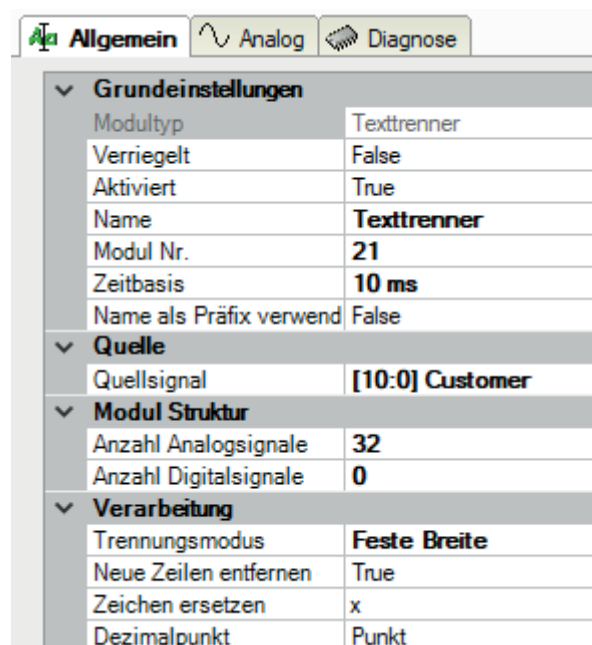 Allgemein Analog Diagnose
Grundeinstellungen
Modultyp Texttrenner
Verriegelt False
Aktiviert True
Name Texttrenner
Modul Nr. 21
Zeitbasis 10 ms
Name als Präfix verwend False
Quelle
Quellsignal [10:0] Customer
Modul Struktur
Anzahl Analogsignale 32
Anzahl Digitalsignale 0
Verarbeitung
Trennungsmodus Feste Breite
Neue Zeilen entfernen True
Zeichen ersetzen x
Dezimalpunkt Punkt